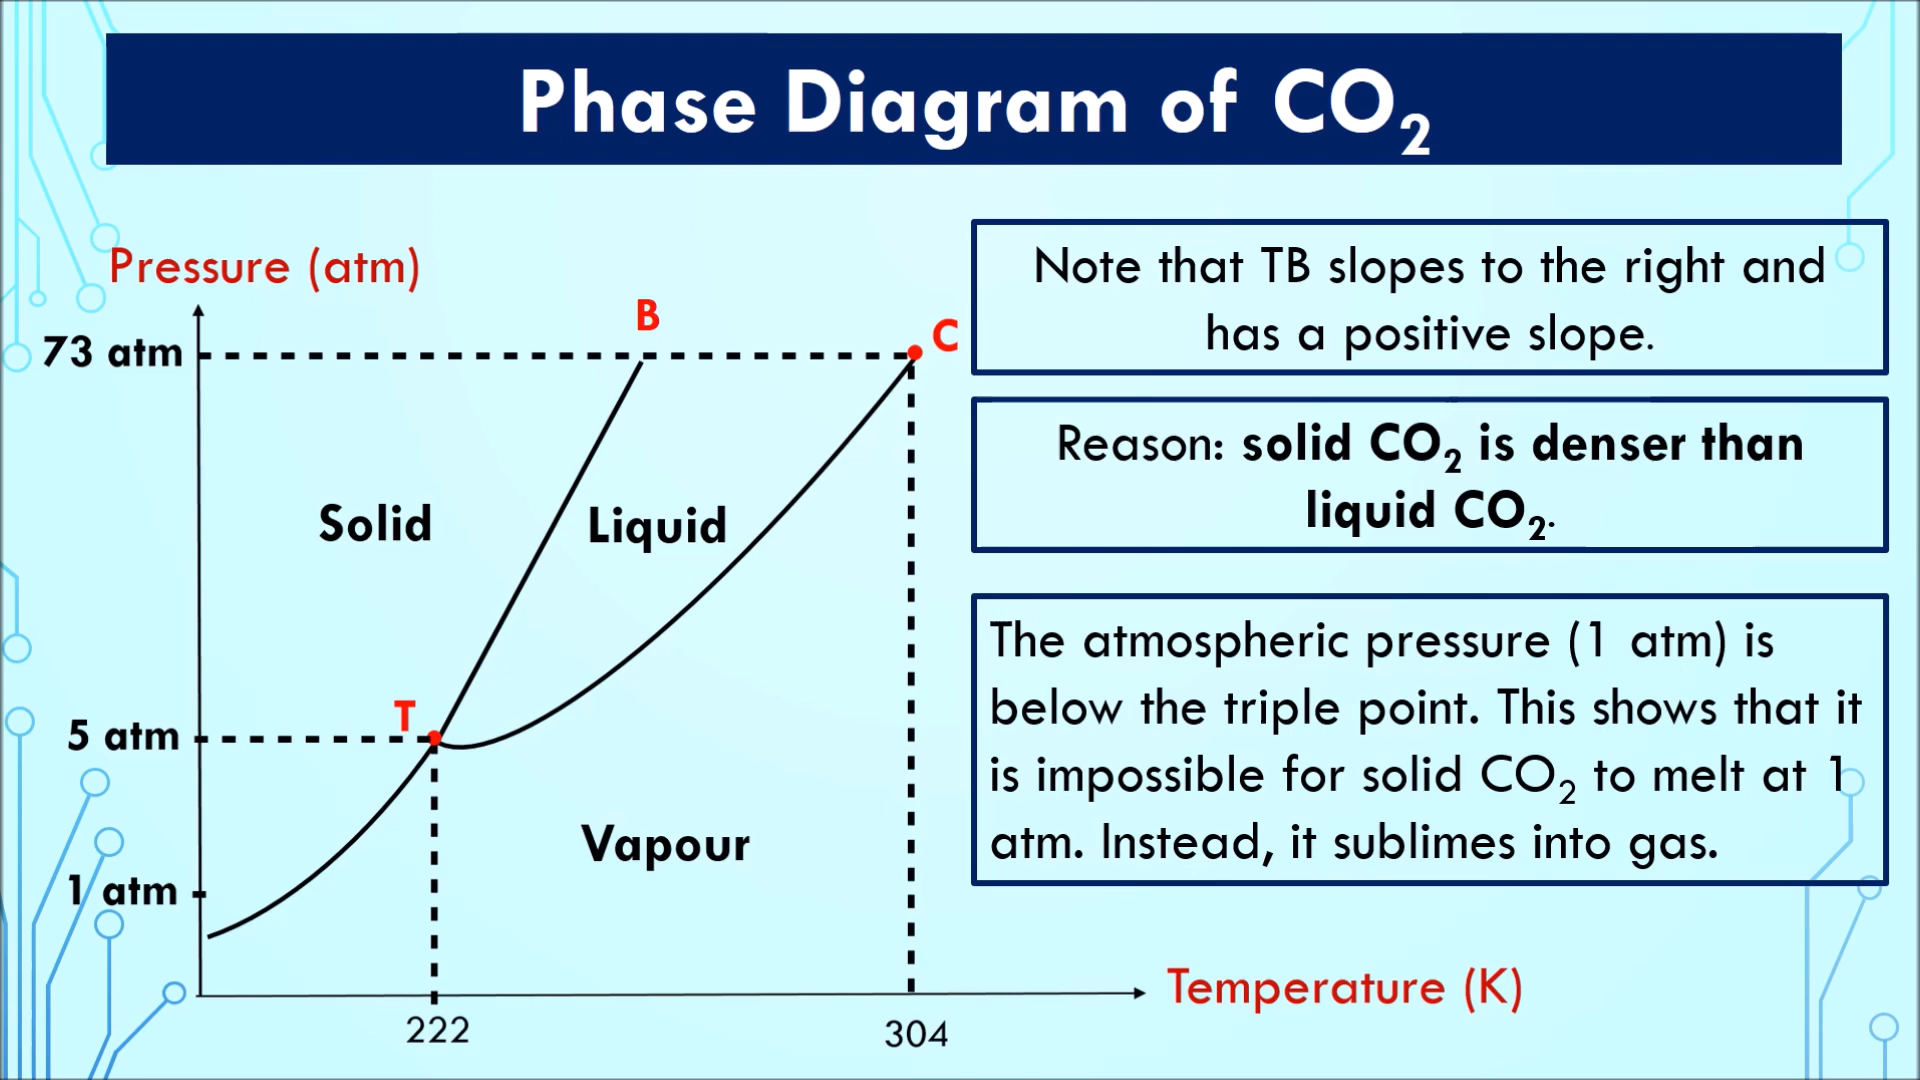 Phase Diagram of CO₂
Pressure (atm)
73 atm
B
C
Solid
Liquid
T
5 atm
Vapour
1 atm
222
304
Temperature (K)
Note that TB slopes to the right and
has a positive slope.
Reason: solid CO₂ is denser than
liquid CO₂.
The atmospheric pressure (1 atm) is
below the triple point. This shows that it
is impossible for solid CO₂ to melt at 1
atm. Instead, it sublimes into gas.